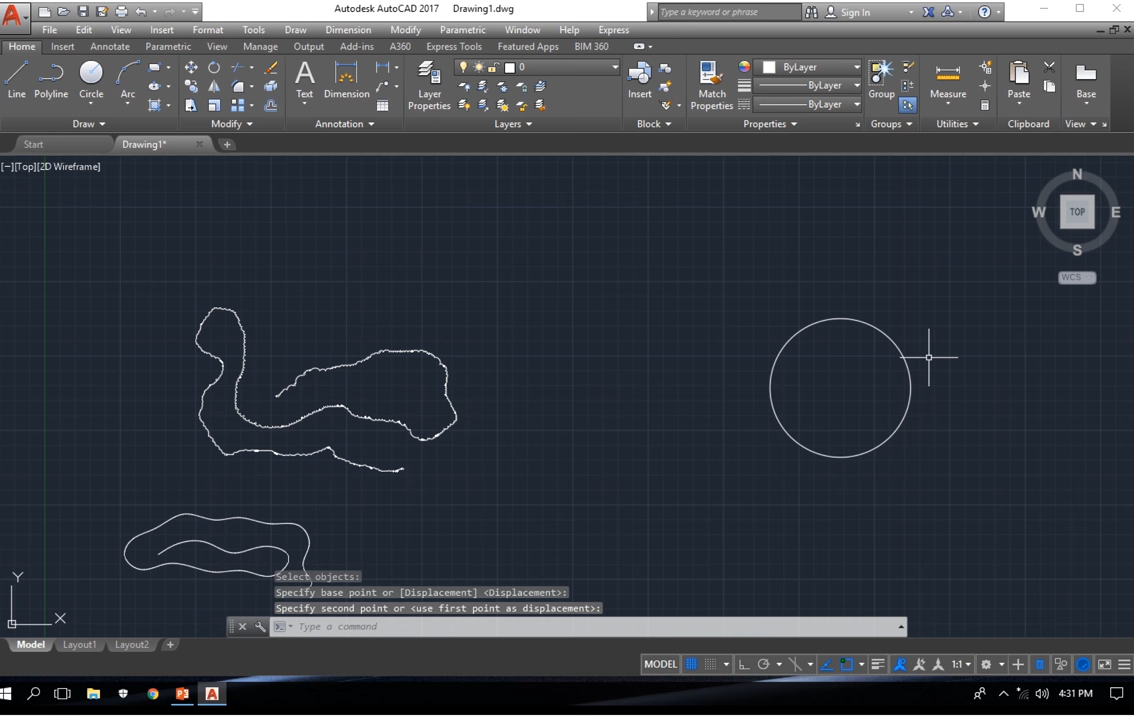 Autodesk AutoCAD 2017 Drawing1.dwg Type a keyword or phrase Sign In
File Edit View Insert Format Tools Draw Dimension Modify Parametric Window Help Express
Home Insert Annotate Parametric View Manage Output Add-ins A360 Express Tools Featured Apps BIM 360
0 ByLayer
Line Polyline Circle Arc Text Dimension Layer Properties Insert Match Properties ByLayer ByLayer Group Measure Paste Base
Draw Modify Annotation Layers Block Properties Groups Utilities Clipboard View
Start Drawing1*
[−][Top][2D Wireframe]
N
W TOP E
S
WCS
Select objects:
Y
Specify base point or [Displacement] <Displacement>:
Specify second point or <use first point as displacement>:
X
Type a command
Model Layout1 Layout2
MODEL 1:1
4:31 PM